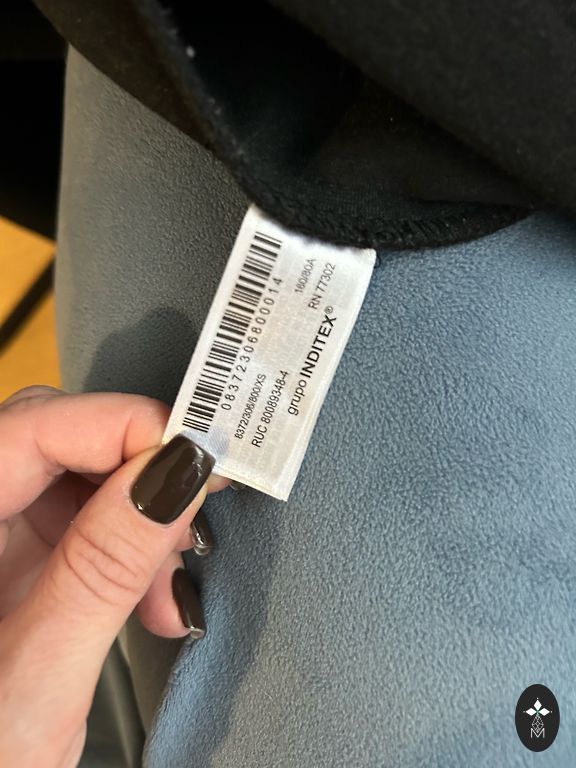 08372306800014
8372/306/800/XS
RUC 80089348-4
160/80A
RN 77302
grupo INDITEX®
M